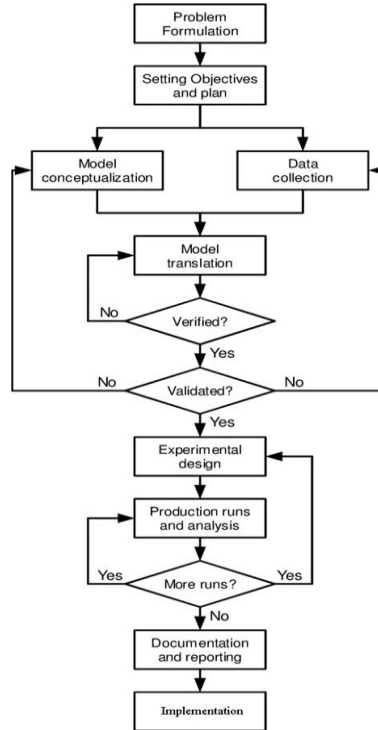 Problem
Formulation
Setting Objectives
and plan
Model
conceptualization
Data
collection
Model
translation
No
Verified?
Yes
No
Validated?
No
Yes
Experimental
design
Production runs
and analysis
Yes
More runs?
Yes
No
Documentation
and reporting
Implementation